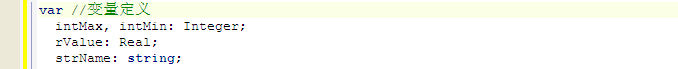 var //变量定义
intMax, intMin: Integer;
rValue: Real;
strName: string;